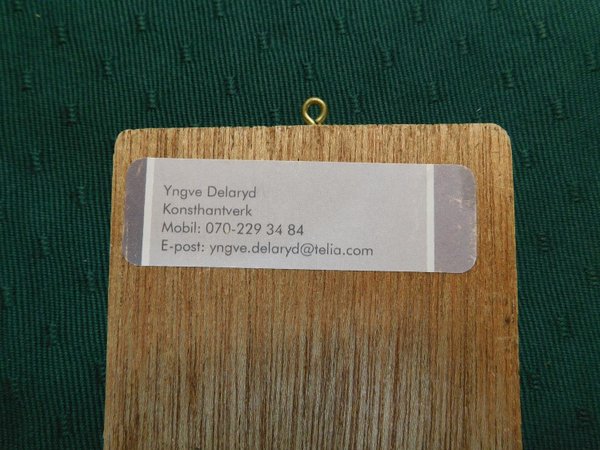 Yngve Delaryd
Konsthantverk
Mobil: 070-229 34 84
E-post: yngve.delaryd@telia.com